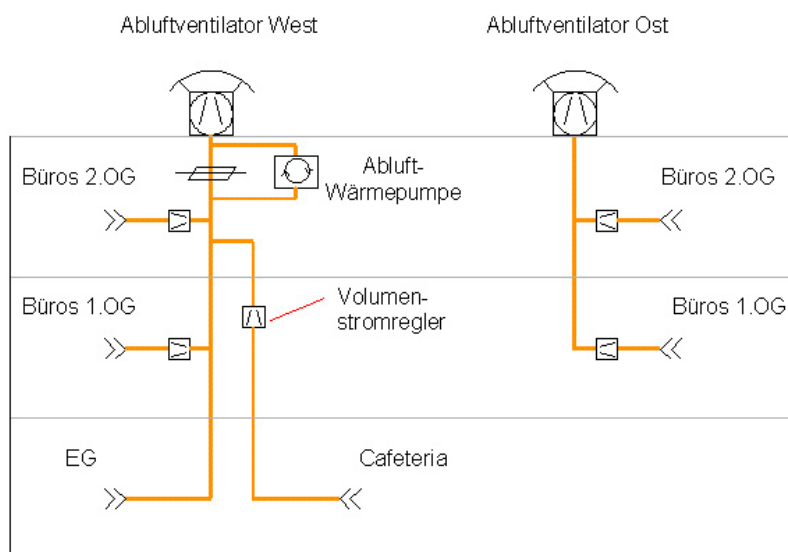 Abluftventilator West
Abluftventilator Ost
Büros 2.OG
Abluft-
Wärmepumpe
Büros 2.OG
Büros 1.OG
Volumen-
stromregler
Büros 1.OG
EG
Cafeteria